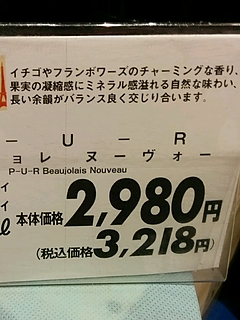 イチゴやフランボワーズのチャーミングな香り、
果実の凝縮感にミネラル感溢れる自然な味わい、
長い余韻がバランス良く交じり合います。
－U－R
ョレヌーヴォー
P-U-R Beaujolais Nouveau
本体価格2,980円
(税込価格3,218円)